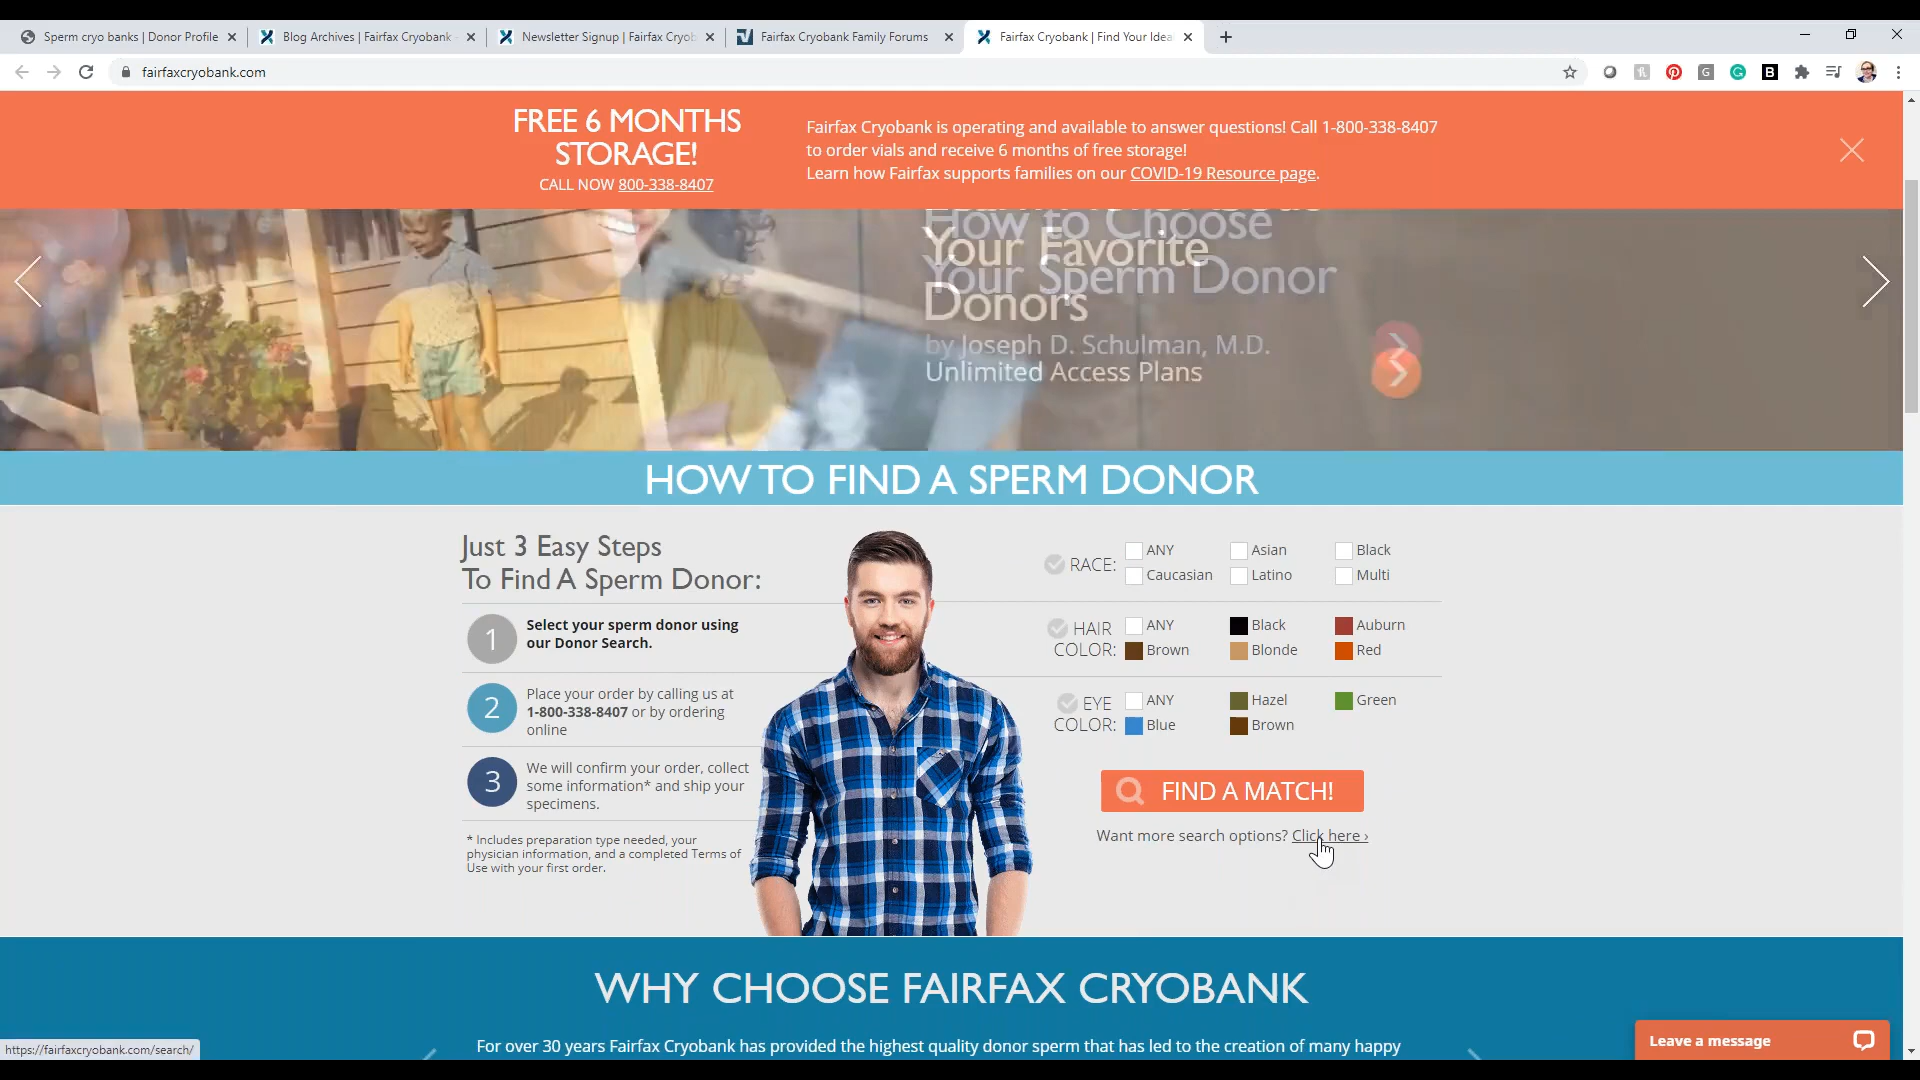 Sperm cryo banks | Donor Profile
Blog Archives | Fairfax Cryobank
Newsletter Signup | Fairfax Cryob
Fairfax Cryobank Family Forums
Fairfax Cryobank | Find Your Idea
fairfaxcryobank.com
FREE 6 MONTHS
STORAGE!
CALL NOW 800-338-8407
Fairfax Cryobank is operating and available to answer questions! Call 1-800-338-8407
to order vials and receive 6 months of free storage!
Learn how Fairfax supports families on our COVID-19 Resource page.
How to Choose
Your Favorite
Your Sperm Donor
Donors
by Joseph D. Schulman, M.D.
Unlimited Access Plans
HOW TO FIND A SPERM DONOR
Just 3 Easy Steps
To Find A Sperm Donor:
1 Select your sperm donor using
our Donor Search.
2 Place your order by calling us at
1-800-338-8407 or by ordering
online
3 We will confirm your order, collect
some information* and ship your
specimens.
* Includes preparation type needed, your
physician information, and a completed Terms of
Use with your first order.
RACE: ANY Asian Black
Caucasian Latino Multi
HAIR COLOR: ANY Black Auburn
Brown Blonde Red
EYE COLOR: ANY Hazel Green
Blue Brown
FIND A MATCH!
Want more search options? Click here ›
WHY CHOOSE FAIRFAX CRYOBANK
For over 30 years Fairfax Cryobank has provided the highest quality donor sperm that has led to the creation of many happy
Leave a message
https://fairfaxcryobank.com/search/